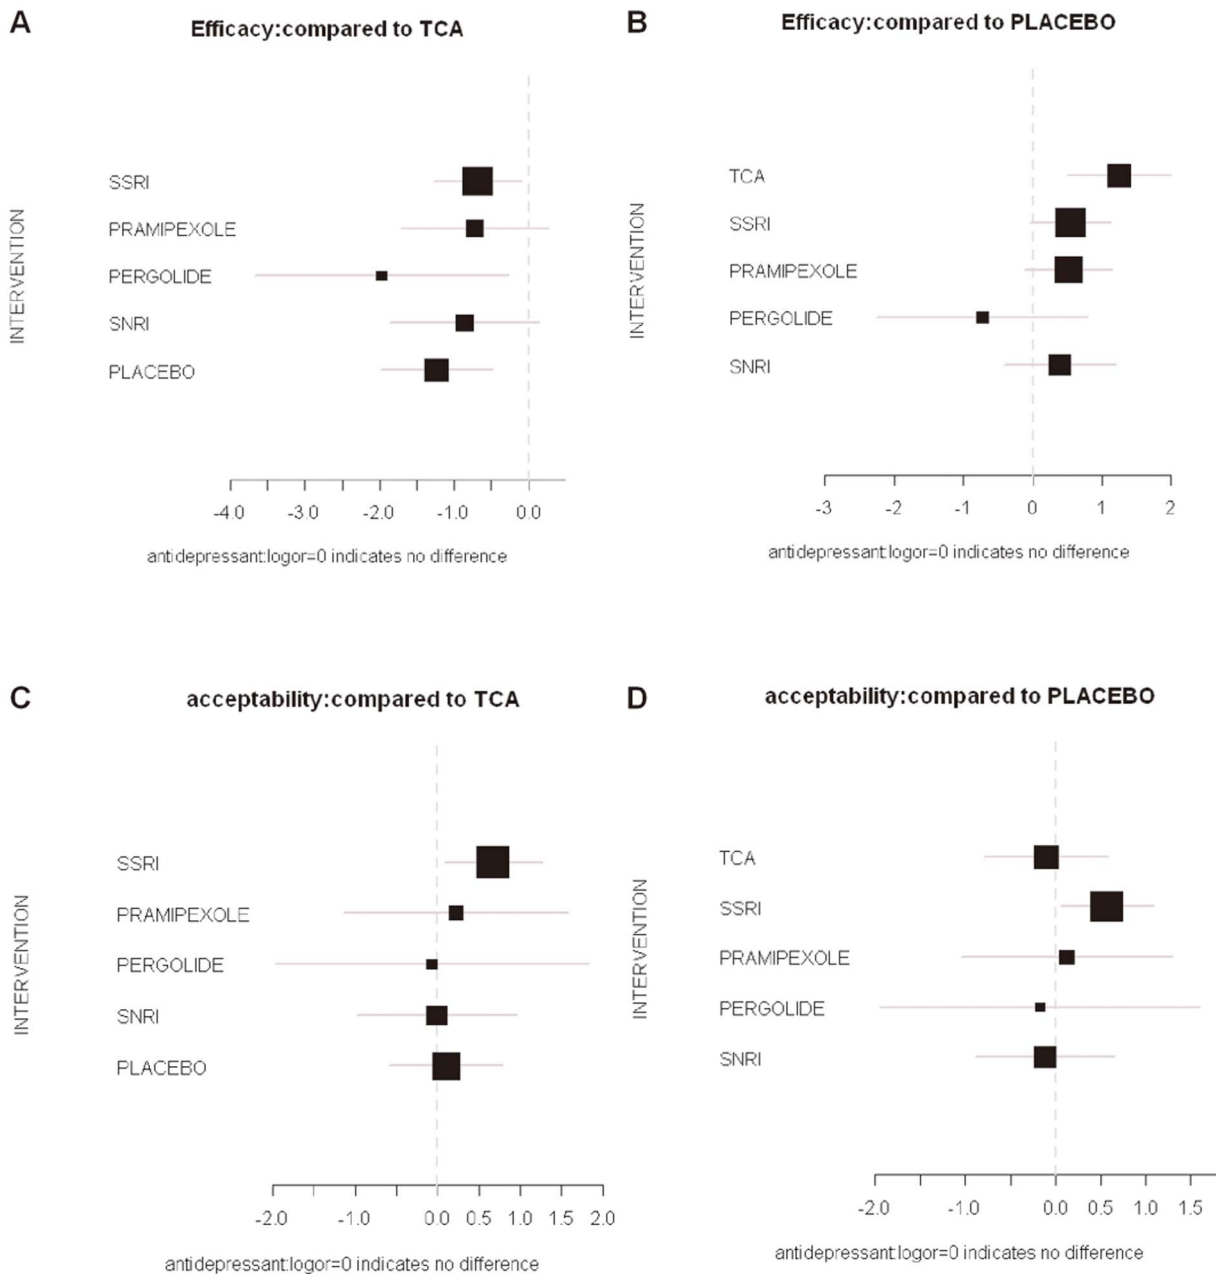 A
Efficacy:compared to TCA
INTERVENTION
SSRI
PRAMIPEXOLE
PERGOLIDE
SNRI
PLACEBO
-4.0 -3.0 -2.0 -1.0 0.0
antidepressant:logor=0 indicates no difference
B
Efficacy:compared to PLACEBO
INTERVENTION
TCA
SSRI
PRAMIPEXOLE
PERGOLIDE
SNRI
-3 -2 -1 0 1 2
antidepressant:logor=0 indicates no difference
C
acceptability:compared to TCA
INTERVENTION
SSRI
PRAMIPEXOLE
PERGOLIDE
SNRI
PLACEBO
-2.0 -1.0 0.0 0.5 1.0 1.5 2.0
antidepressant:logor=0 indicates no difference
D
acceptability:compared to PLACEBO
INTERVENTION
TCA
SSRI
PRAMIPEXOLE
PERGOLIDE
SNRI
-2.0 -1.0 0.0 0.5 1.0 1.5
antidepressant:logor=0 indicates no difference